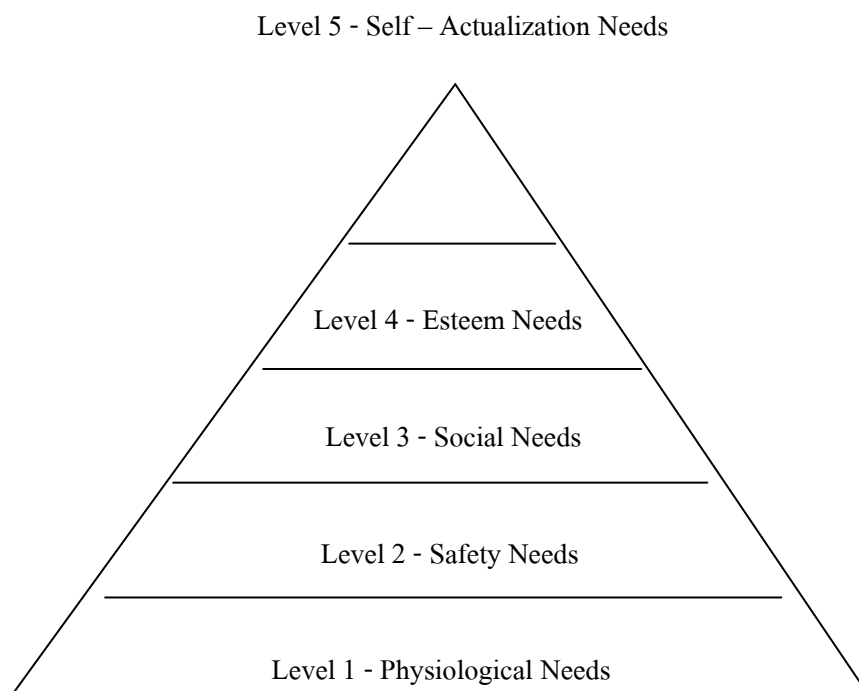 Level 5 - Self – Actualization Needs
Level 4 - Esteem Needs
Level 3 - Social Needs
Level 2 - Safety Needs
Level 1 - Physiological Needs